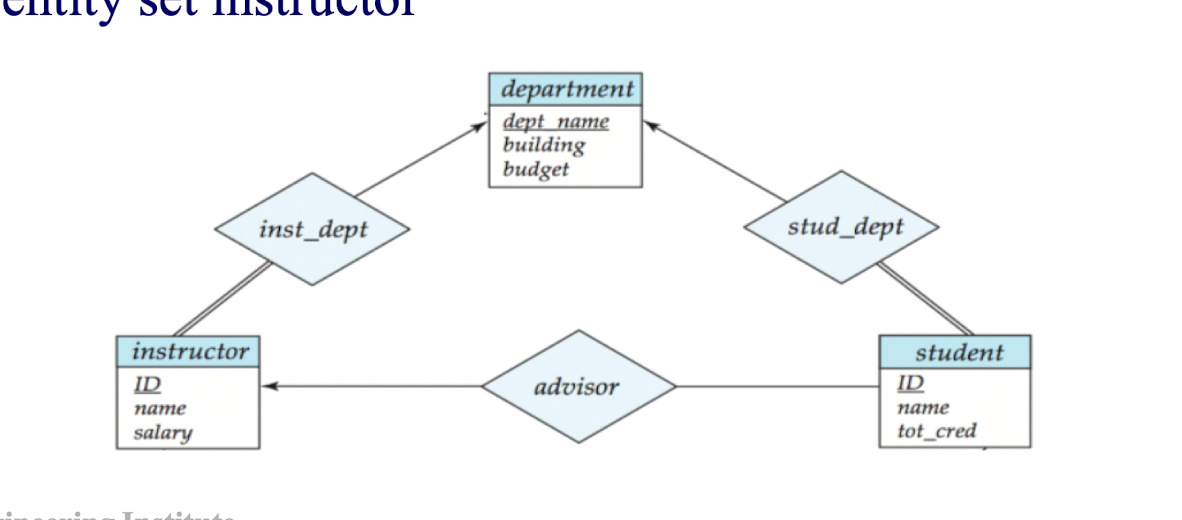 entity set instructor
department
dept_name
building
budget
inst_dept
stud_dept
instructor
ID
name
salary
advisor
student
ID
name
tot_cred
Institute